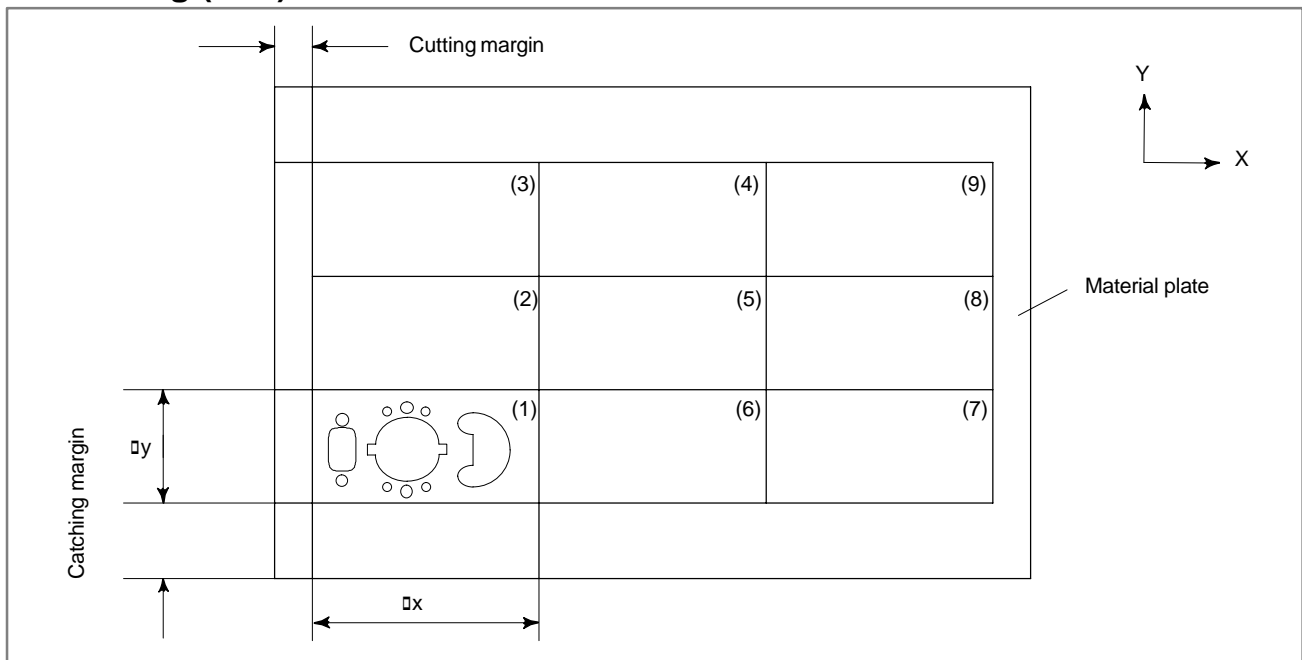 Cutting margin
Y
X
(3)
(4)
(9)
(2)
(5)
(8)
Material plate
(1)
(6)
(7)
▯y
Catching margin
▯x